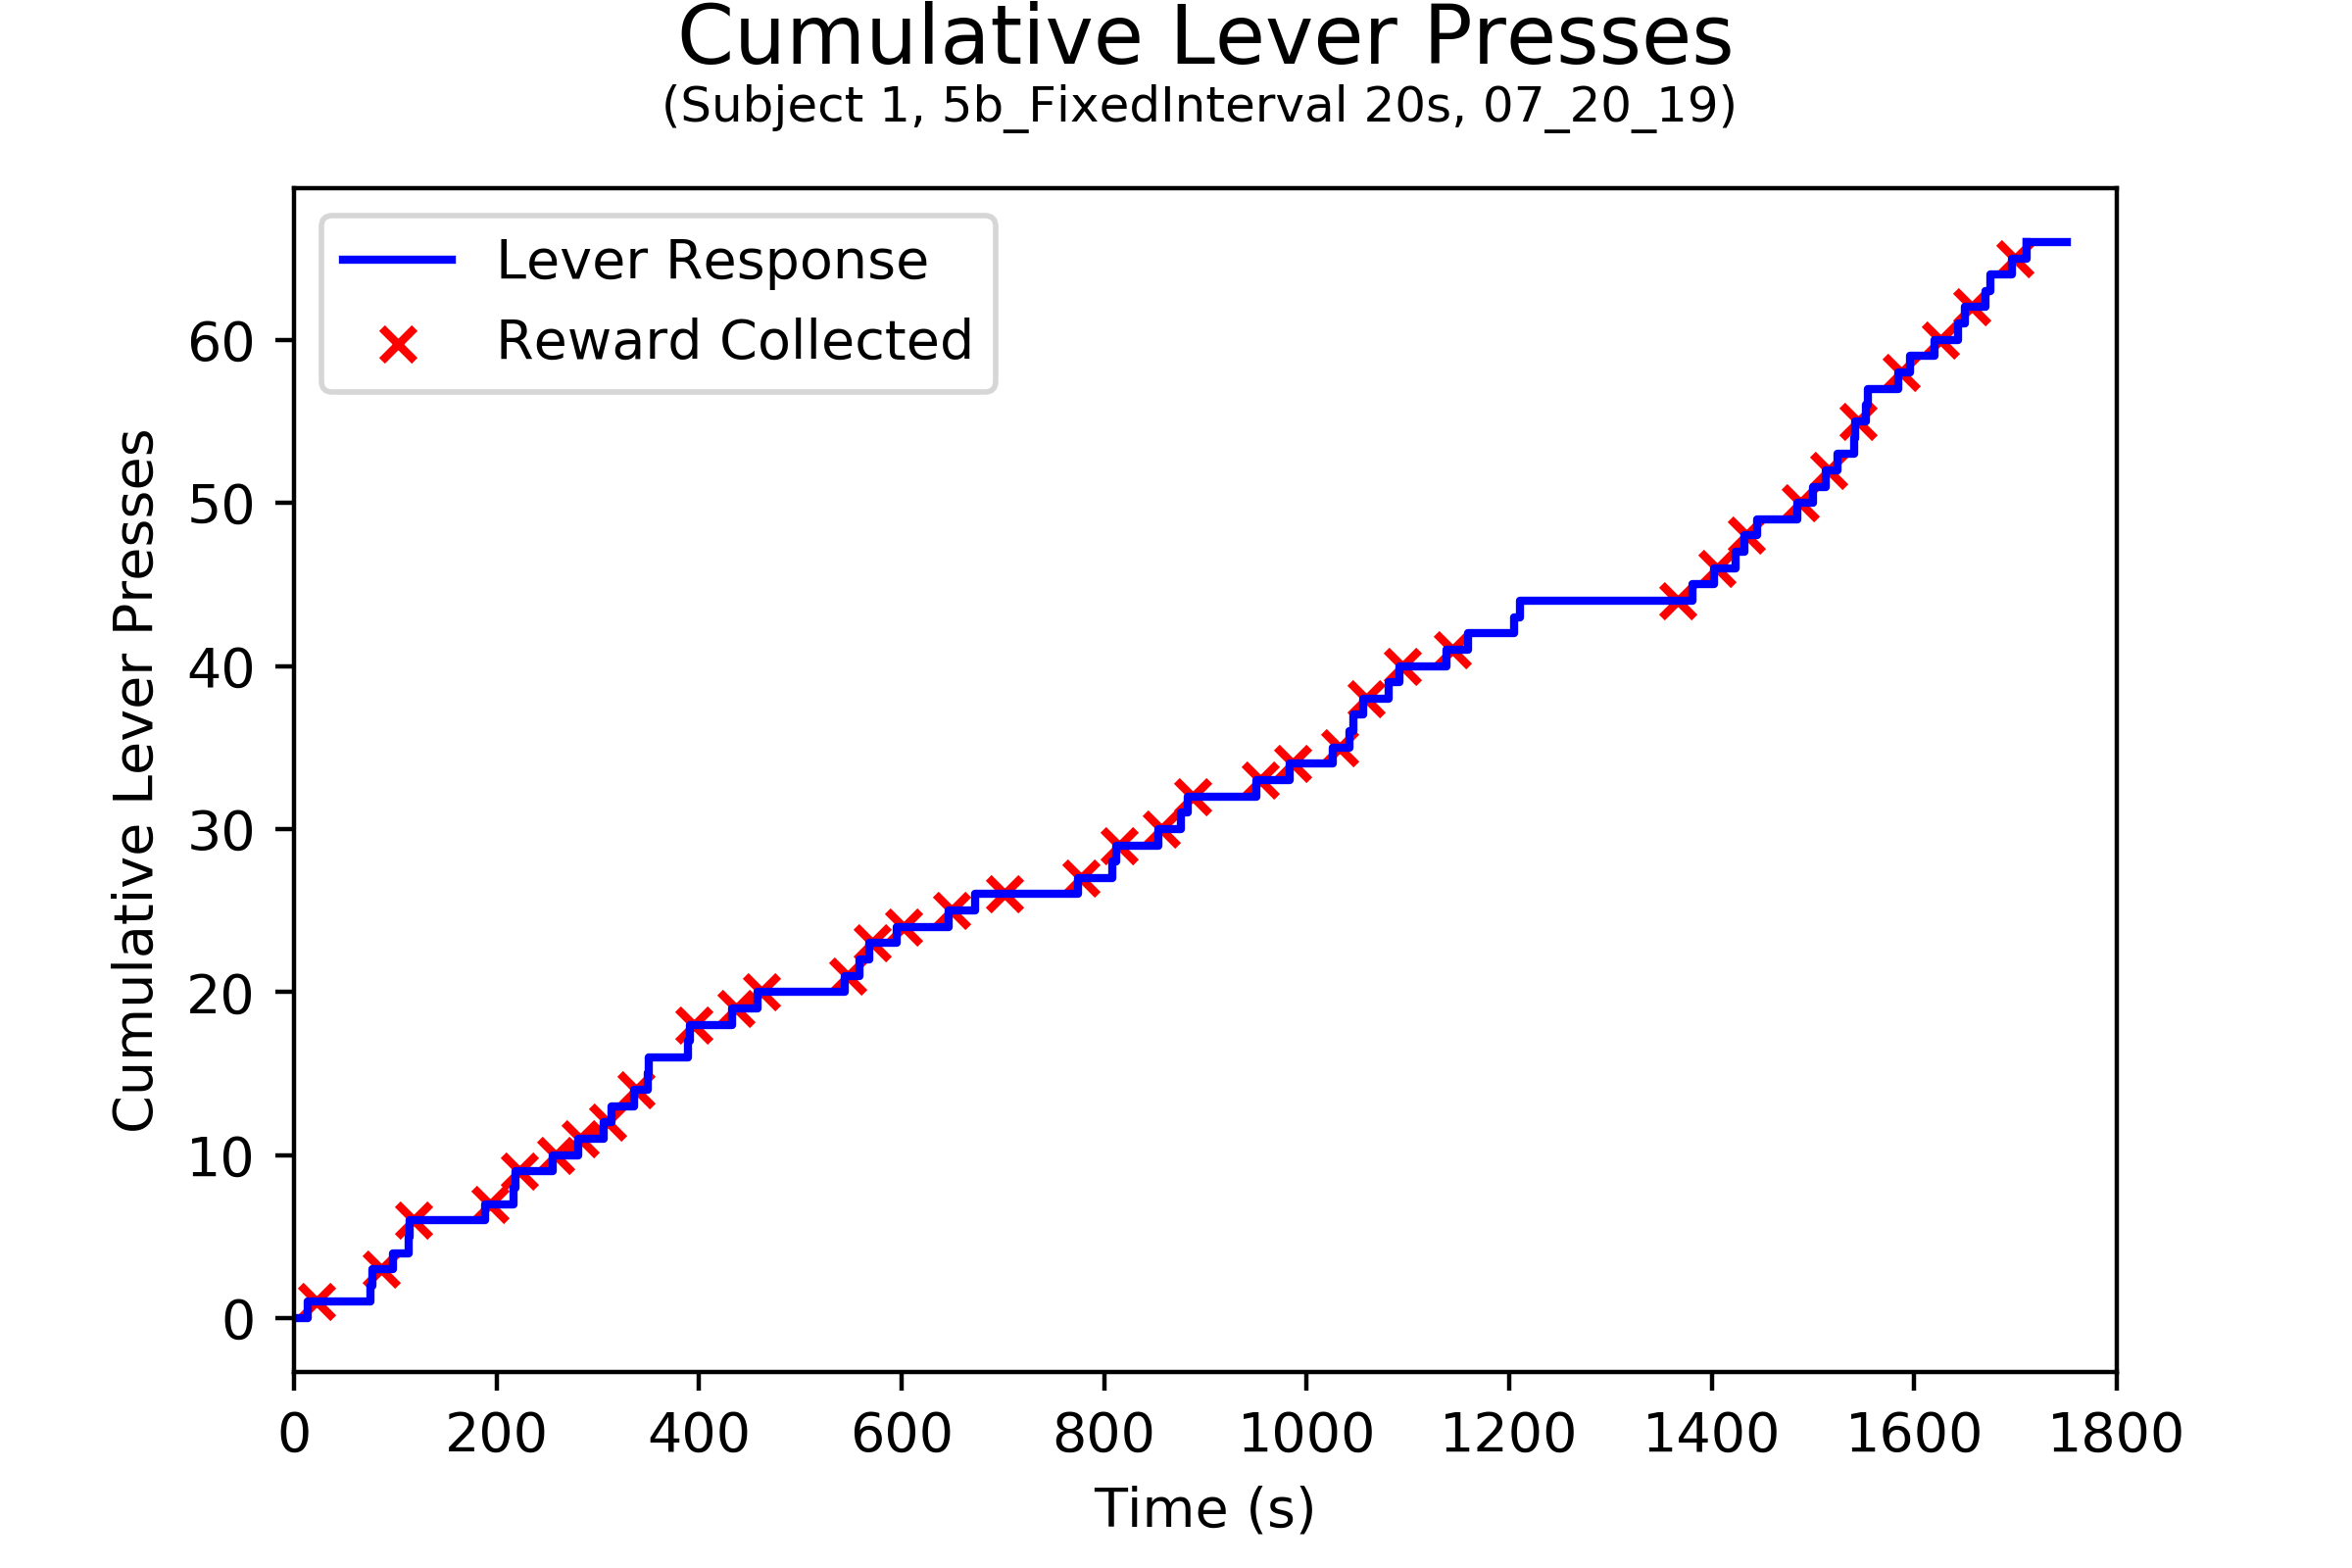 Cumulative Lever Presses
(Subject 1, 5b_FixedInterval 20s, 07_20_19)
Lever Response
Reward Collected
Cumulative Lever Presses
60
50
40
30
20
10
0
0 200 400 600 800 1000 1200 1400 1600 1800
Time (s)